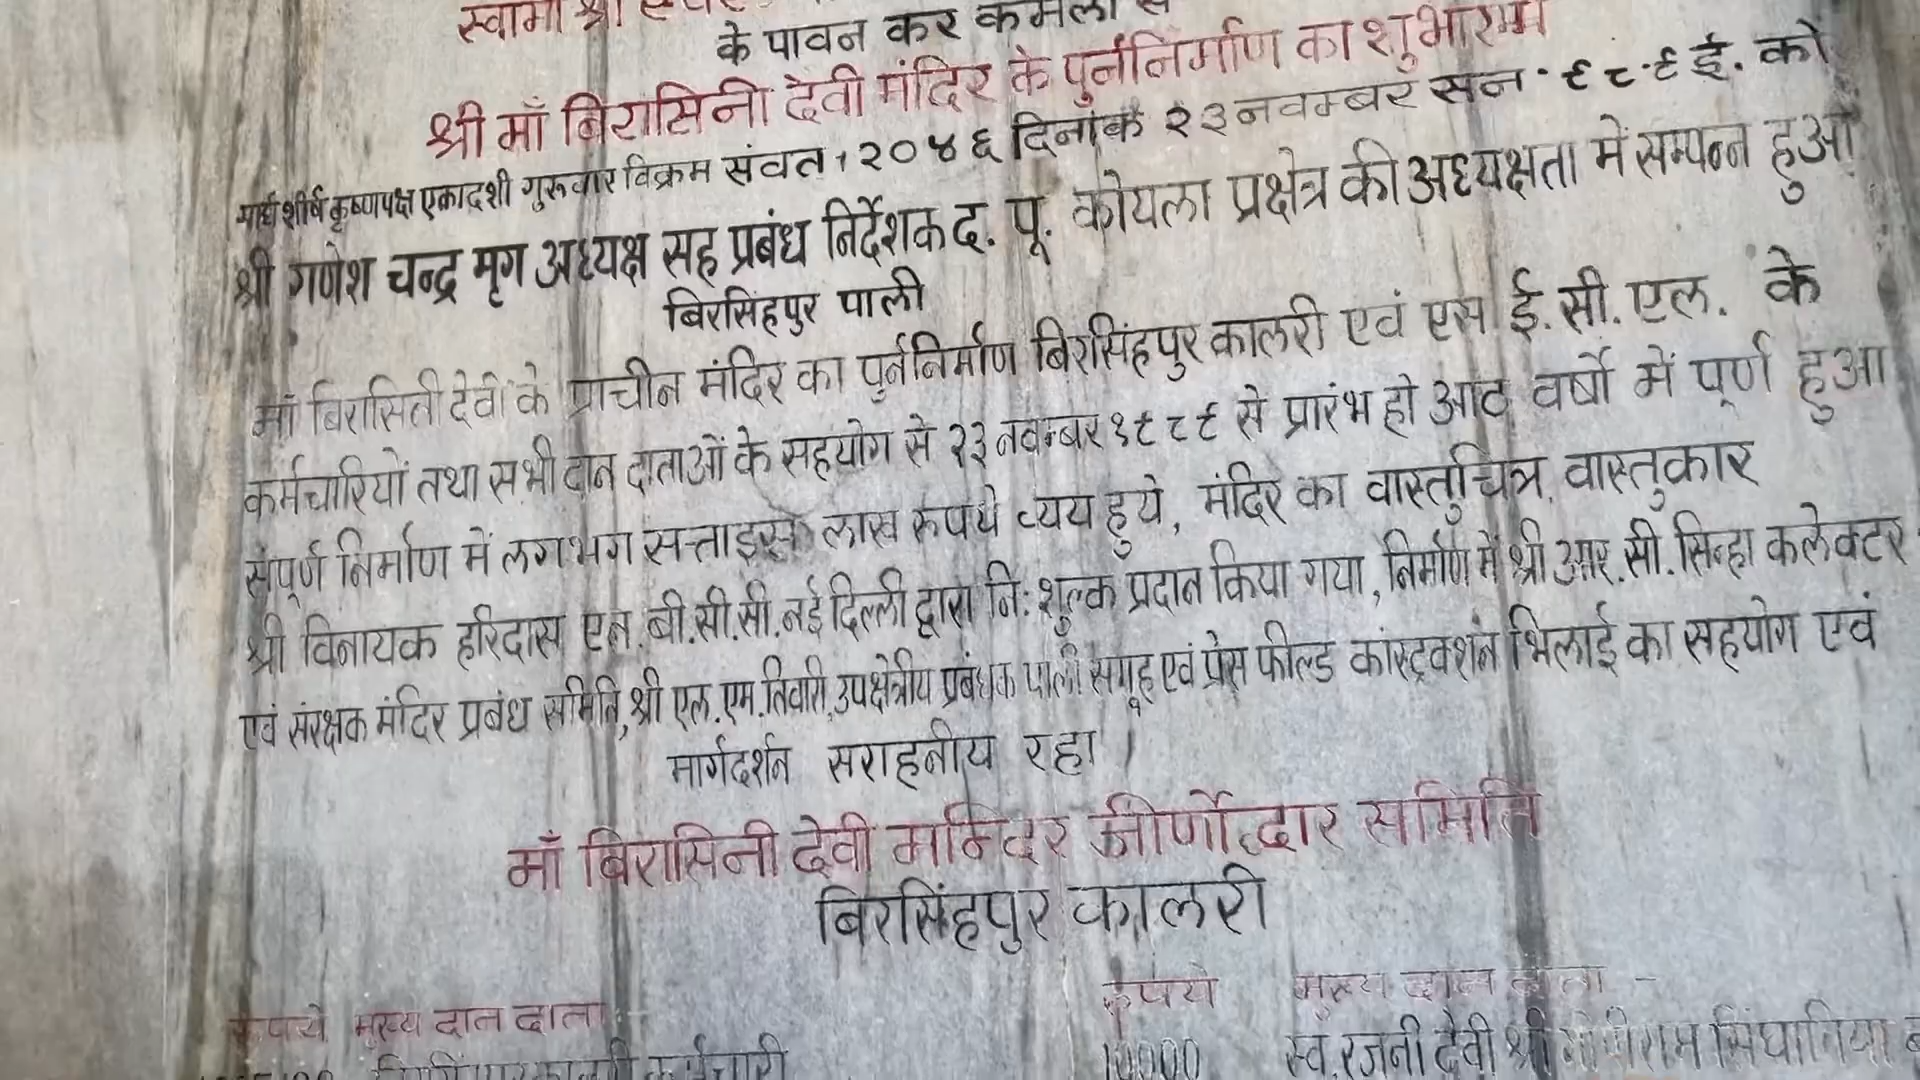 स्वामी श्री
के पावन कर कमलों से
श्री माँ बिरासिनी देवी मंदिर के पुर्ननिर्माण का शुभारम्भ
मार्घशीर्ष कृष्णपक्ष एकादशी गुरुवार विक्रम संवत १२०४६ दिनांक २३ नवम्बर सन १९८९ ई. को
श्री गणेश चन्द्र मृग अध्यक्ष सह प्रबंध निर्देशक द. पू. कोयला प्रक्षेत्र की अध्यक्षता में सम्पन्न हुआ
बिरसिंहपुर पाली
माँ बिरासिनी देवी के प्राचीन मंदिर का पुर्ननिर्माण बिरसिंहपुर कालरी एवं एस ई. सी. एल. के
कर्मचारियों तथा सभी दान दाताओं के सहयोग से २३ नवम्बर १९८९ से प्रारंभ हो आठ वर्षो में पूर्ण हुआ
संपूर्ण निर्माण में लगभग सत्ताइस लाख रुपये व्यय हुये, मंदिर का वास्तुचित्र, वास्तुकार
श्री विनायक हरिदास एन. बी. सी. सी. नई दिल्ली द्वारा नि: शुल्क प्रदान किया गया, निर्माण में श्री आर. सी. सिन्हा कलेक्टर
एवं संरक्षक मंदिर प्रबंध समिति, श्री एल. एम. तिवारी, उपक्षेत्रीय प्रबंधक पाली समूह एवं प्रेस फील्ड कांस्ट्रक्शन भिलाई का सहयोग एवं
मार्गदर्शन सराहनीय रहा।
माँ बिरासिनी देवी मन्दिर जीर्णोद्धार समिति
बिरसिंहपुर कालरी
रुपये मुख्य दान दाता :- रुपये मुख्य दान दाता -
कर्मचारी 10000 स्व. रजनी देवी श्री सिंघानिया